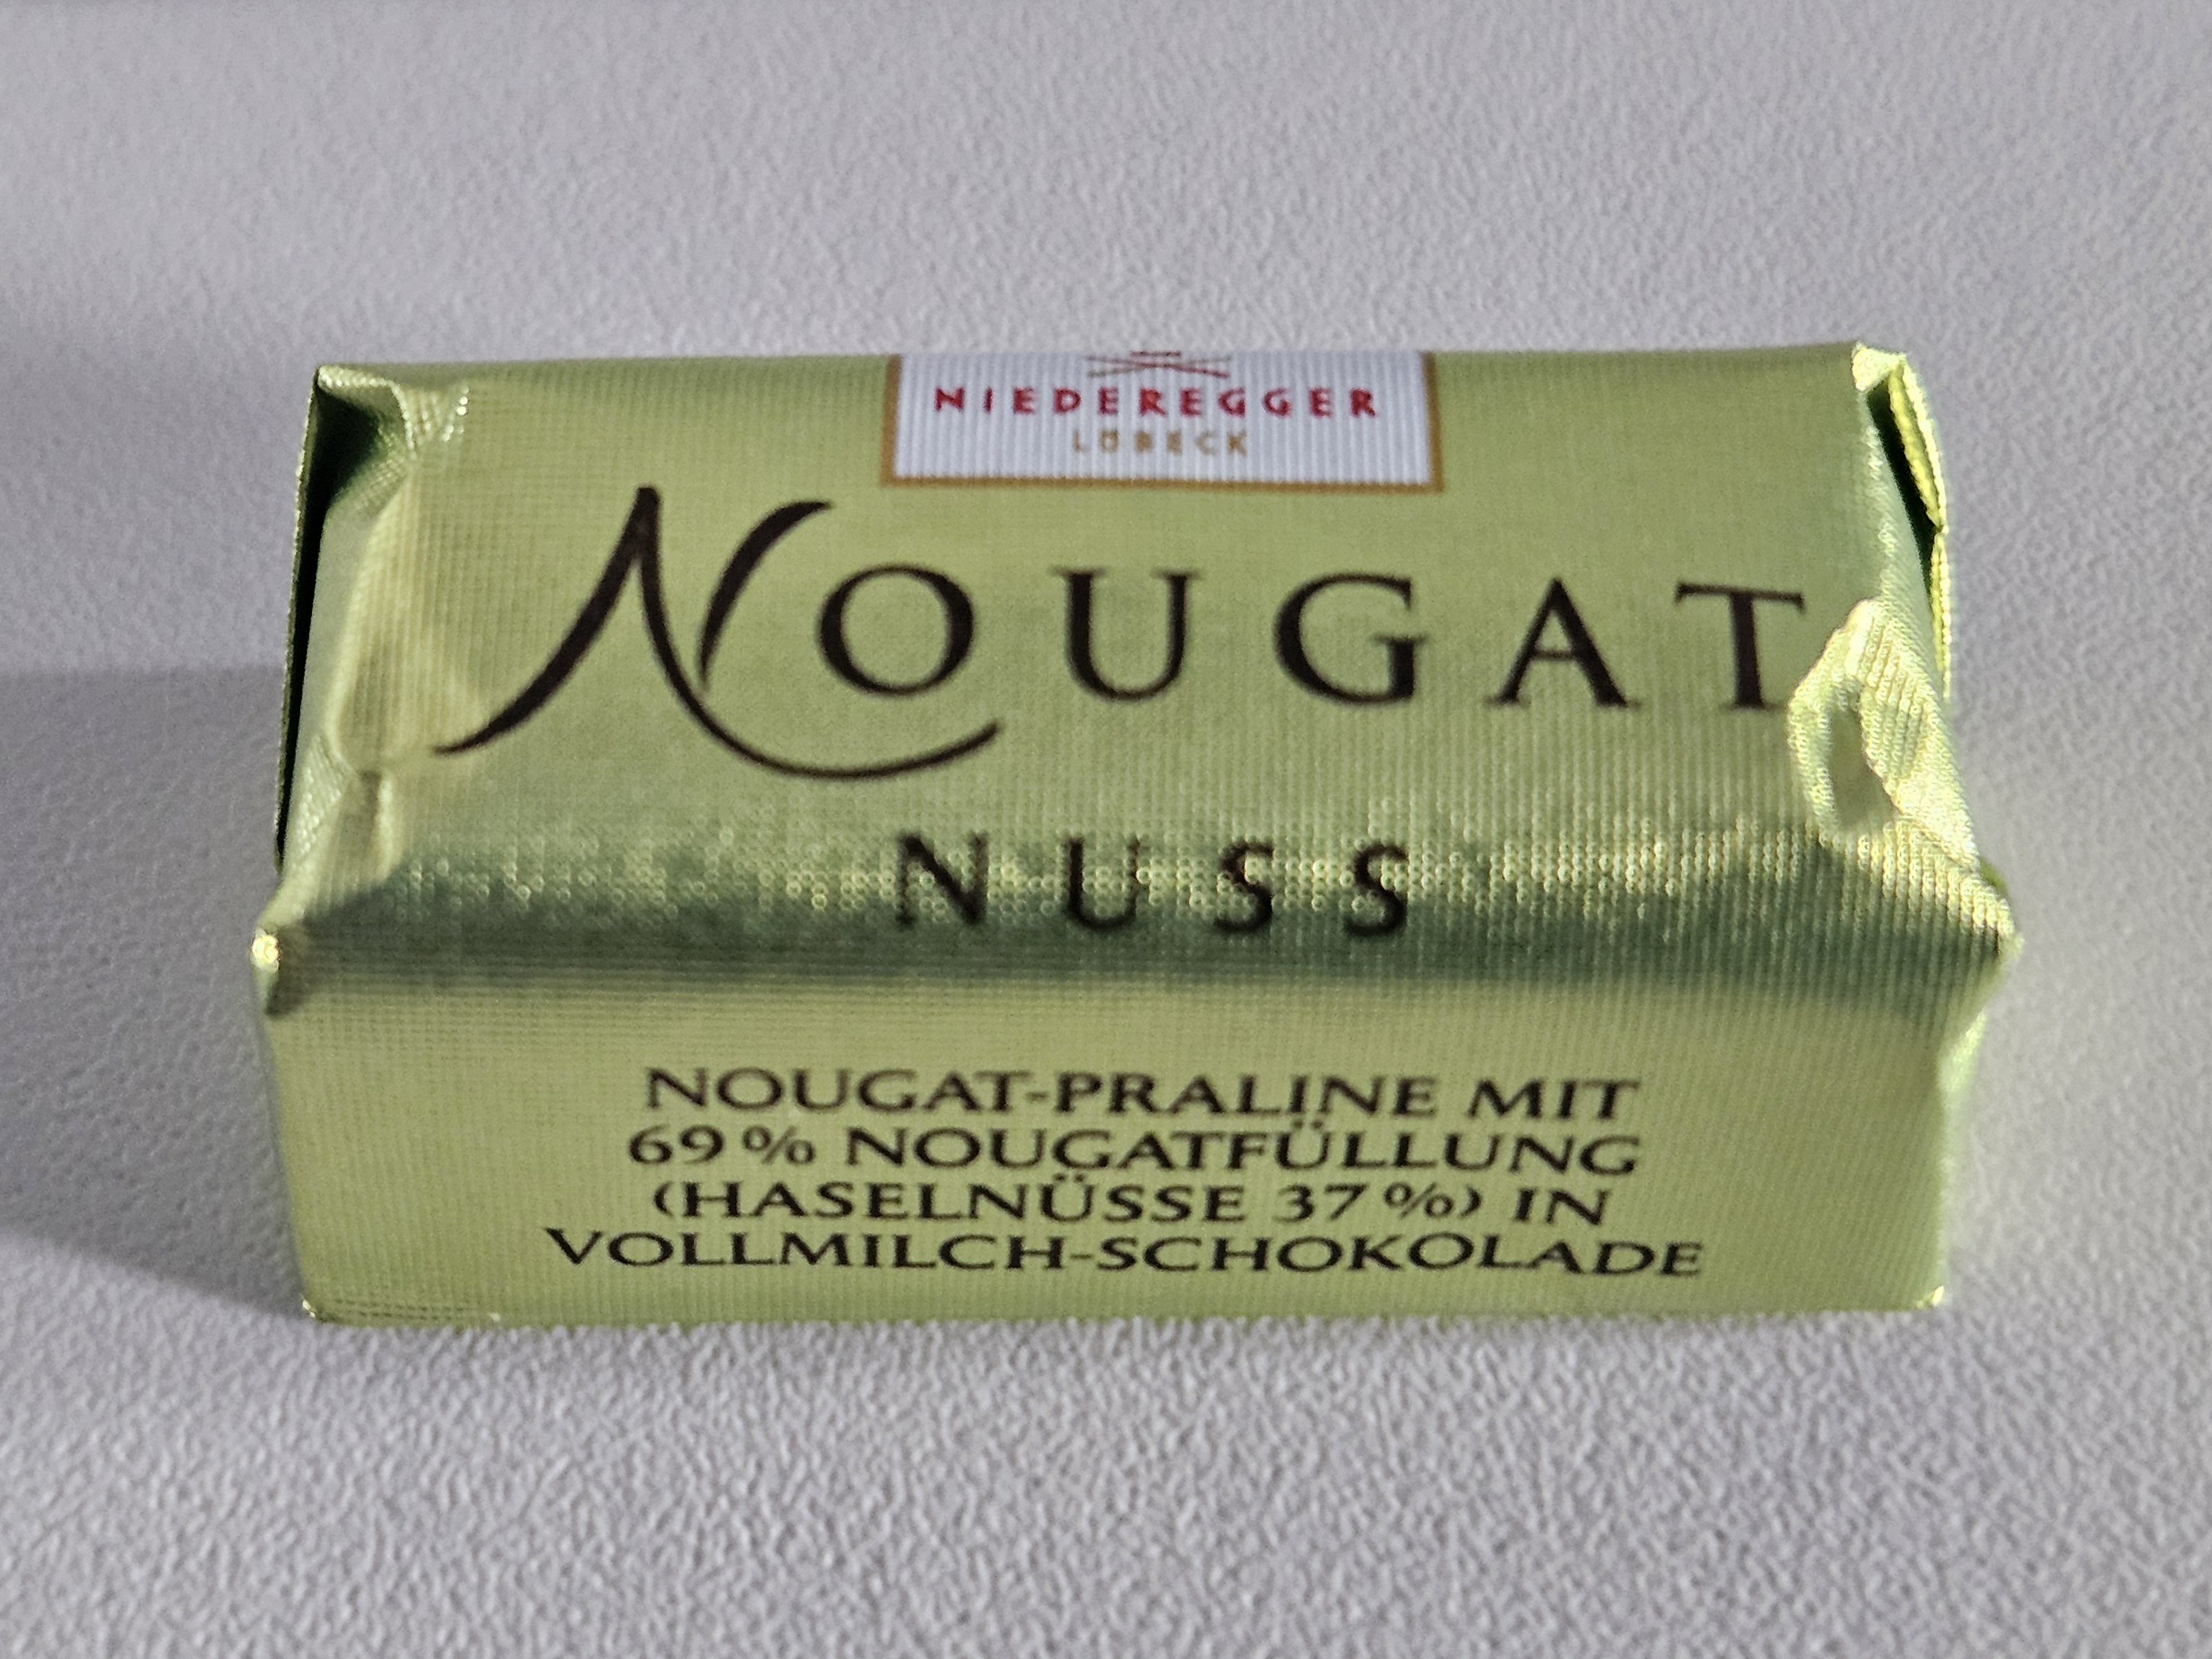 NIEDEREGGER
LÜBECK
NOUGAT
NUSS
NOUGAT-PRALINE MIT
69 % NOUGATFÜLLUNG
(HASELNÜSSE 37 %) IN
VOLLMILCH-SCHOKOLADE